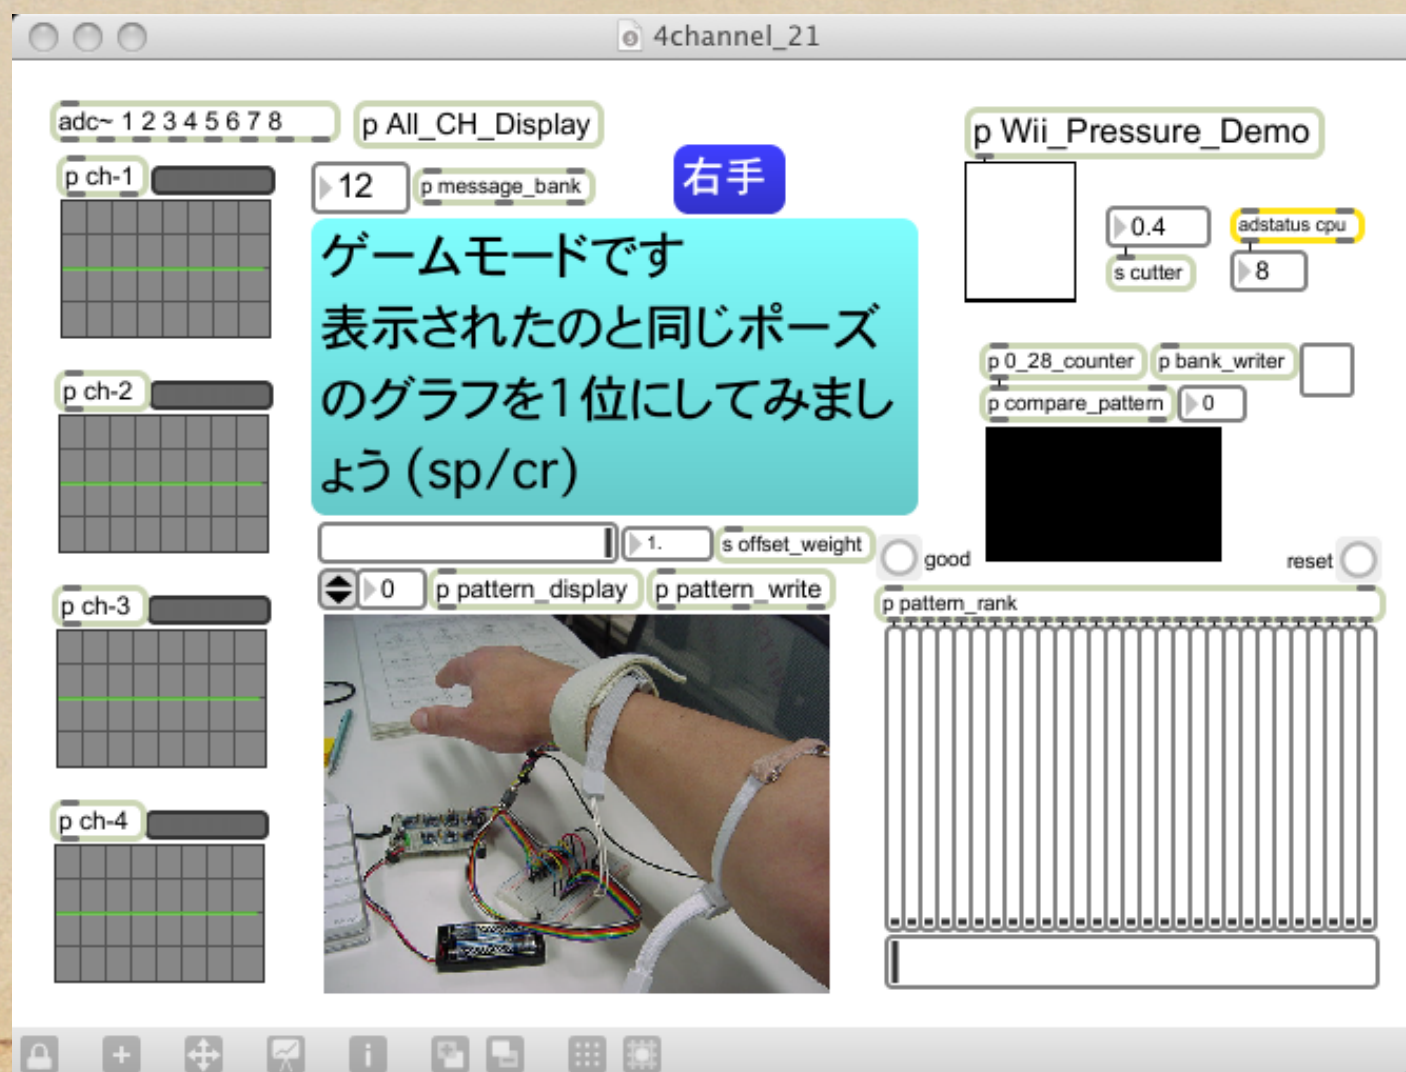 4channel_21
adc~ 1 2 3 4 5 6 7 8
p All_CH_Display
p ch-1
12
p message_bank
右手
ゲームモードです
表示されたのと同じポーズ
のグラフを1位にしてみまし
ょう(sp/cr)
p ch-2
p ch-3
p ch-4
1.
s offset_weight
0
p pattern_display
p pattern_write
p Wii_Pressure_Demo
0.4
s cutter
adstatus cpu
8
p 0_28_counter
p bank_writer
p compare_pattern
0
good
reset
p pattern_rank